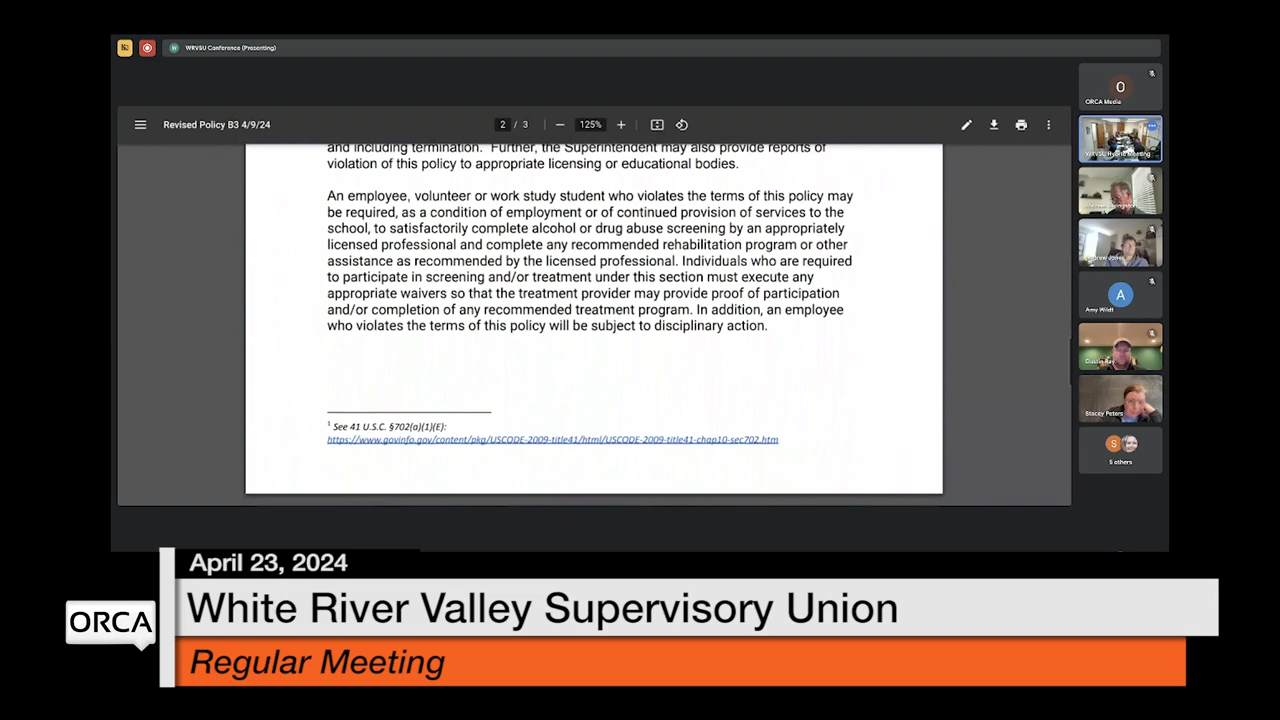 WRVSU Conference (Presenting)
Revised Policy B3 4/9/24
2 / 3
125%
and including termination. Further, the Superintendent may also provide reports of
violation of this policy to appropriate licensing or educational bodies.
An employee, volunteer or work study student who violates the terms of this policy may
be required, as a condition of employment or of continued provision of services to the
school, to satisfactorily complete alcohol or drug abuse screening by an appropriately
licensed professional and complete any recommended rehabilitation program or other
assistance as recommended by the licensed professional. Individuals who are required
to participate in screening and/or treatment under this section must execute any
appropriate waivers so that the treatment provider may provide proof of participation
and/or completion of any recommended treatment program. In addition, an employee
who violates the terms of this policy will be subject to disciplinary action.
1 See 41 U.S.C. §702(a)(1)(E):
https://www.govinfo.gov/content/pkg/USCODE-2009-title41/html/USCODE-2009-title41-chap10-sec702.htm
O
ORCA Media
WRVSU Hybrid Meeting
Andrew Jones
A
Amy Wildt
Dustin Ray
Stacey Peters
S
5 others
April 23, 2024
ORCA
White River Valley Supervisory Union
Regular Meeting